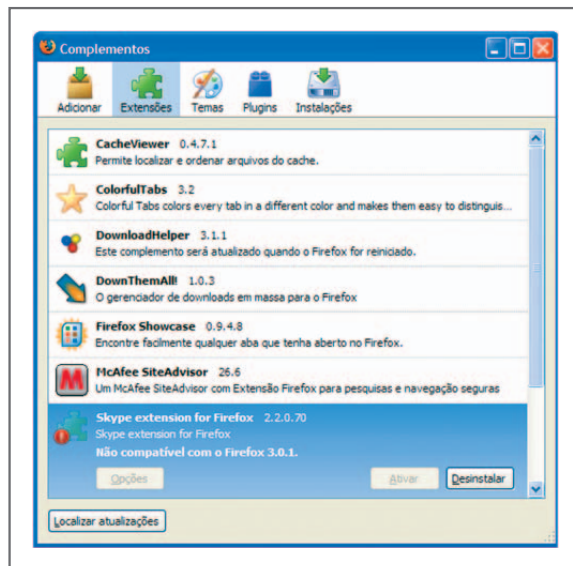 Complementos
Adicionar Extensões Temas Plugins Instalações
CacheViewer 0.4.7.1
Permite localizar e ordenar arquivos do cache.
ColorfulTabs 3.2
Colorful Tabs colors every tab in a different color and makes them easy to distinguis...
DownloadHelper 3.1.1
Este complemento será atualizado quando o Firefox for reiniciado.
DownThemAll! 1.0.3
O gerenciador de downloads em massa para o Firefox
Firefox Showcase 0.9.4.8
Encontre facilmente qualquer aba que tenha aberto no Firefox.
McAfee SiteAdvisor 26.6
Um McAfee SiteAdvisor com Extensão Firefox para pesquisas e navegação seguras
Skype extension for Firefox 2.2.0.70
Skype extension for Firefox
Não compatível com o Firefox 3.0.1.
Opções Ativar Desinstalar
Localizar atualizações